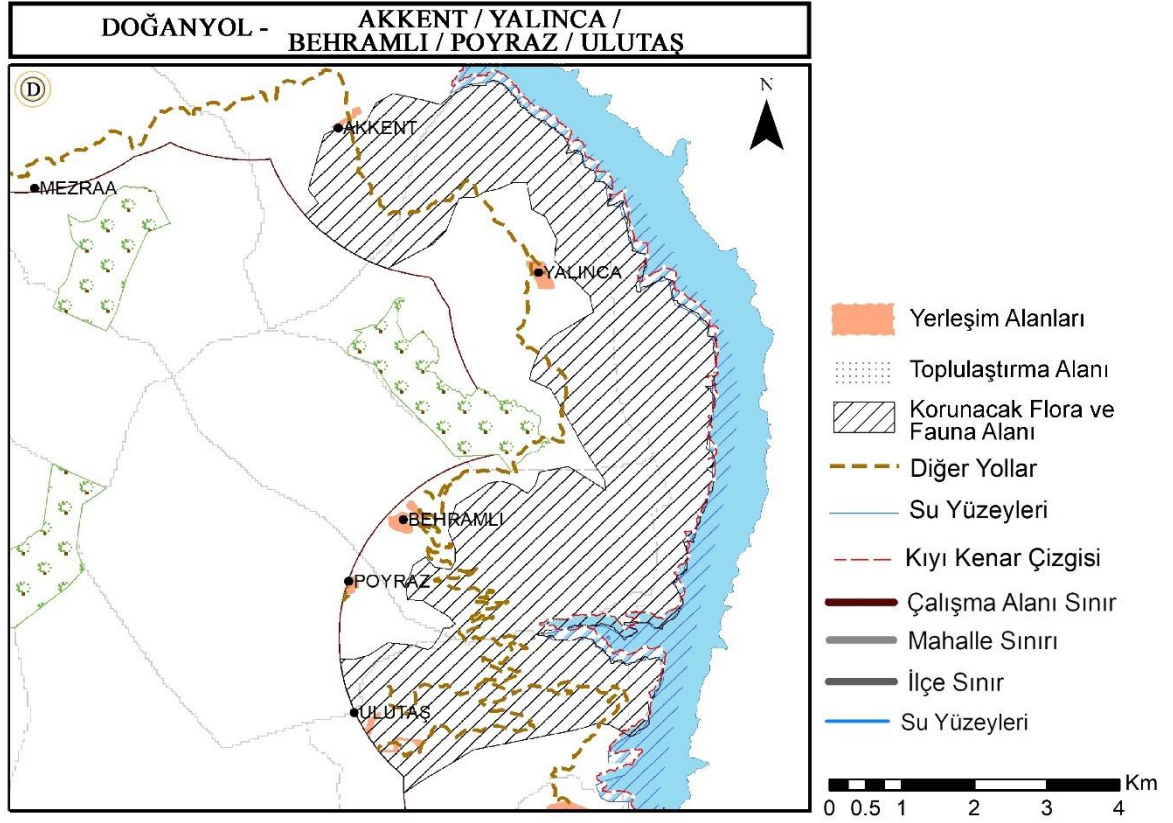 DOĞANYOL - AKKENT / YALINCA /
BEHRAMLI / POYRAZ / ULUTAŞ
D
N
AKKENT
MEZRAA
YALINCA
BEHRAMLI
POYRAZ
ULUTAŞ
Yerleşim Alanları
Toplulaştırma Alanı
Korunacak Flora ve
Fauna Alanı
Diğer Yollar
Su Yüzeyleri
Kıyı Kenar Çizgisi
Çalışma Alanı Sınır
Mahalle Sınırı
İlçe Sınır
Su Yüzeyleri
Km
0 0.5 1 2 3 4